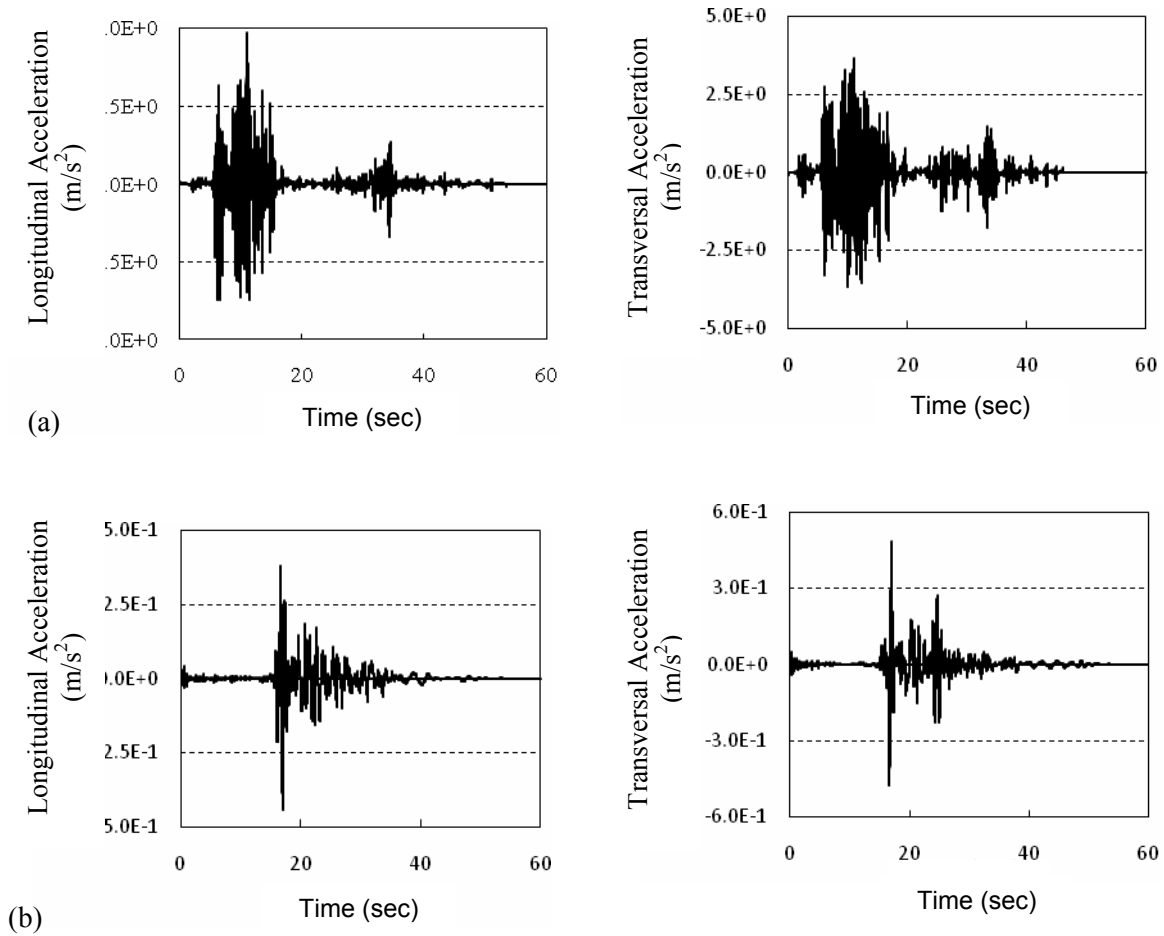 Longitudinal Acceleration
(m/s²)
.0E+0
.5E+0
.0E+0
.5E+0
.0E+0
0 20 40 60
Time (sec)
(a)
Transversal Acceleration
(m/s²)
5.0E+0
2.5E+0
0.0E+0
-2.5E+0
-5.0E+0
0 20 40 60
Time (sec)
Longitudinal Acceleration
(m/s²)
5.0E-1
2.5E-1
0.0E+0
2.5E-1
5.0E-1
0 20 40 60
Time (sec)
(b)
Transversal Acceleration
(m/s²)
6.0E-1
3.0E-1
0.0E+0
-3.0E-1
-6.0E-1
0 20 40 60
Time (sec)